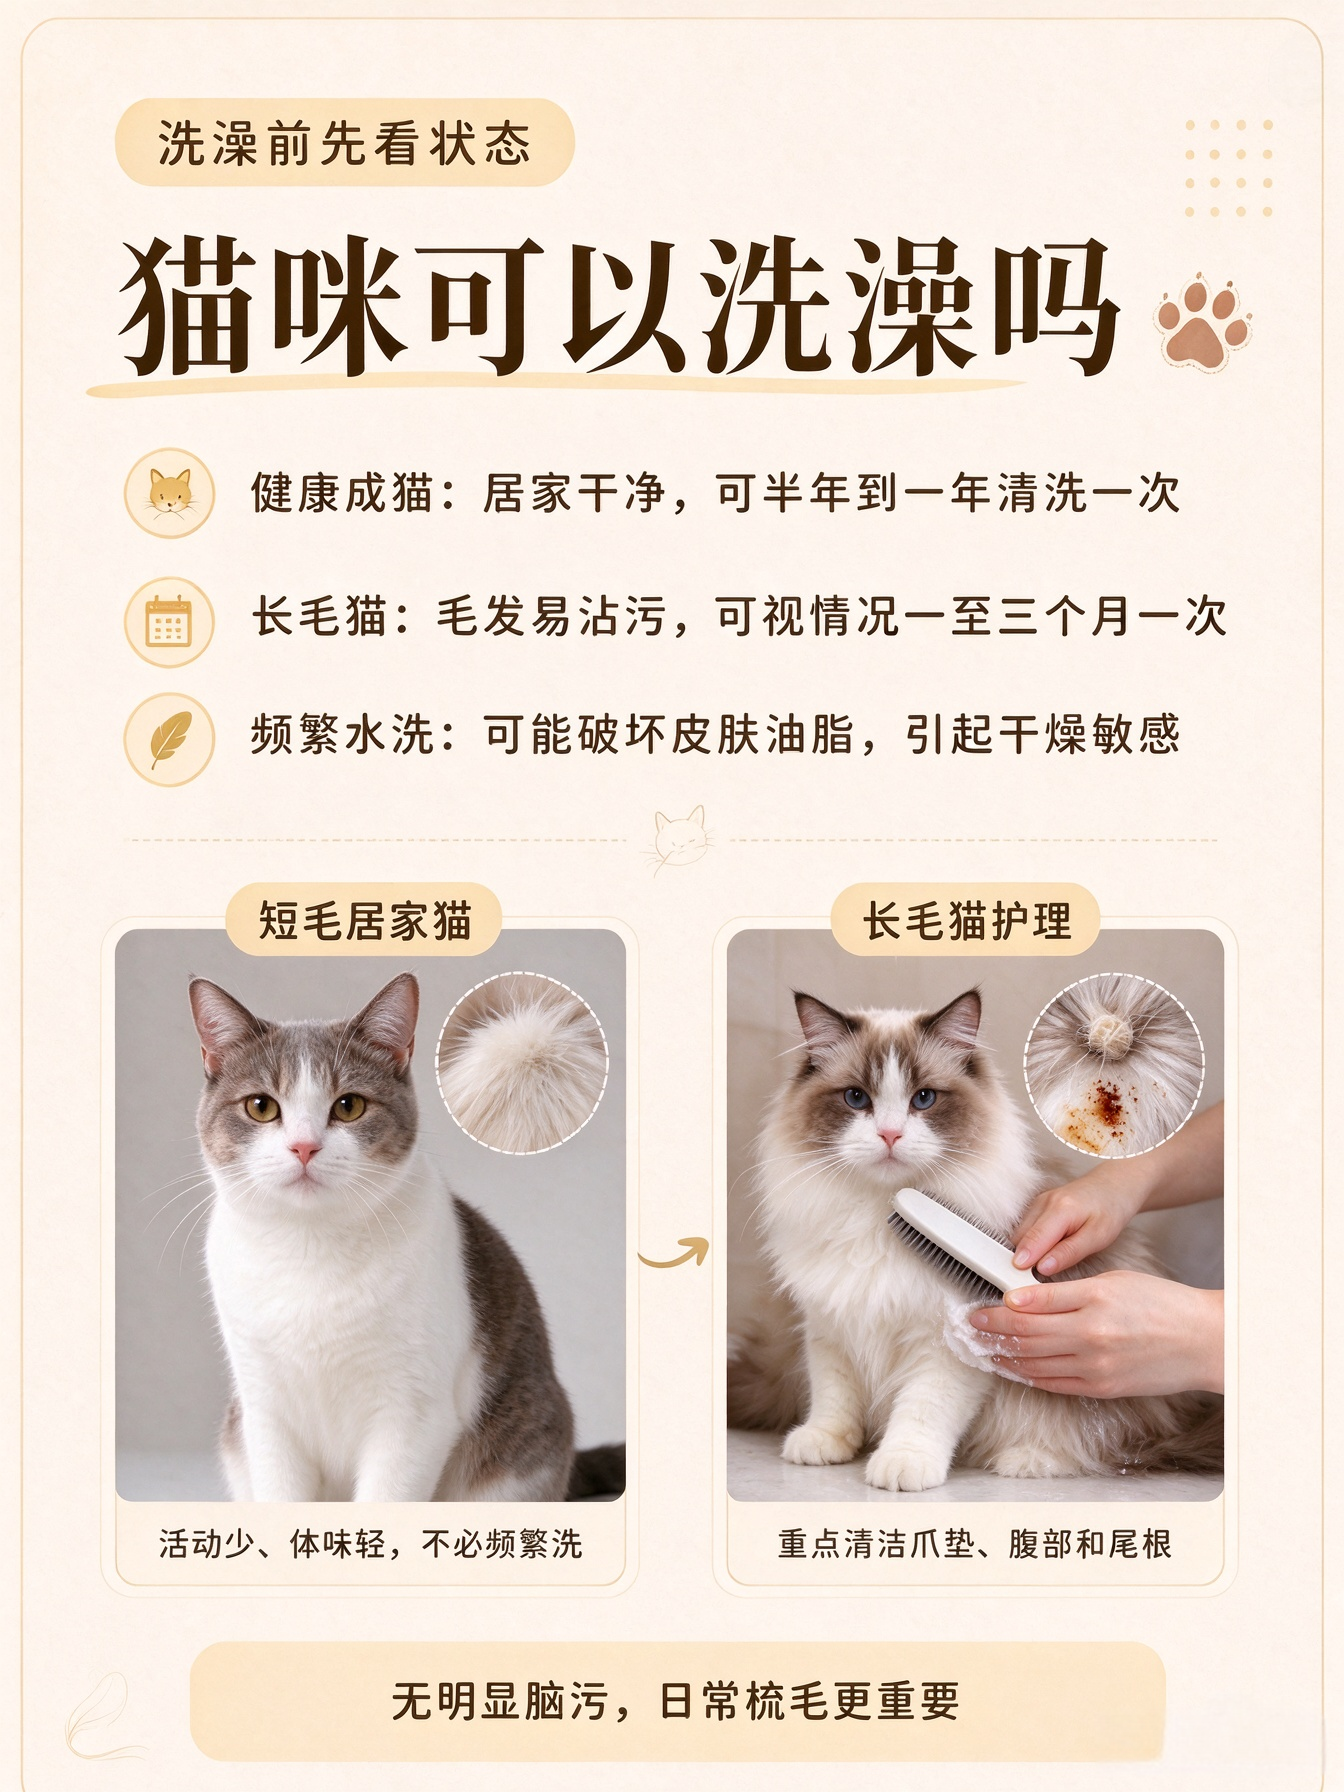 洗澡前先看状态
猫咪可以洗澡吗
健康成猫：居家干净，可半年到一年清洗一次
长毛猫：毛发易沾污，可视情况一至三个月一次
频繁水洗：可能破坏皮肤油脂，引起干燥敏感
短毛居家猫
长毛猫护理
活动少、体味轻，不必频繁洗
重点清洁爪垫、腹部和尾根
无明显脑污，日常梳毛更重要